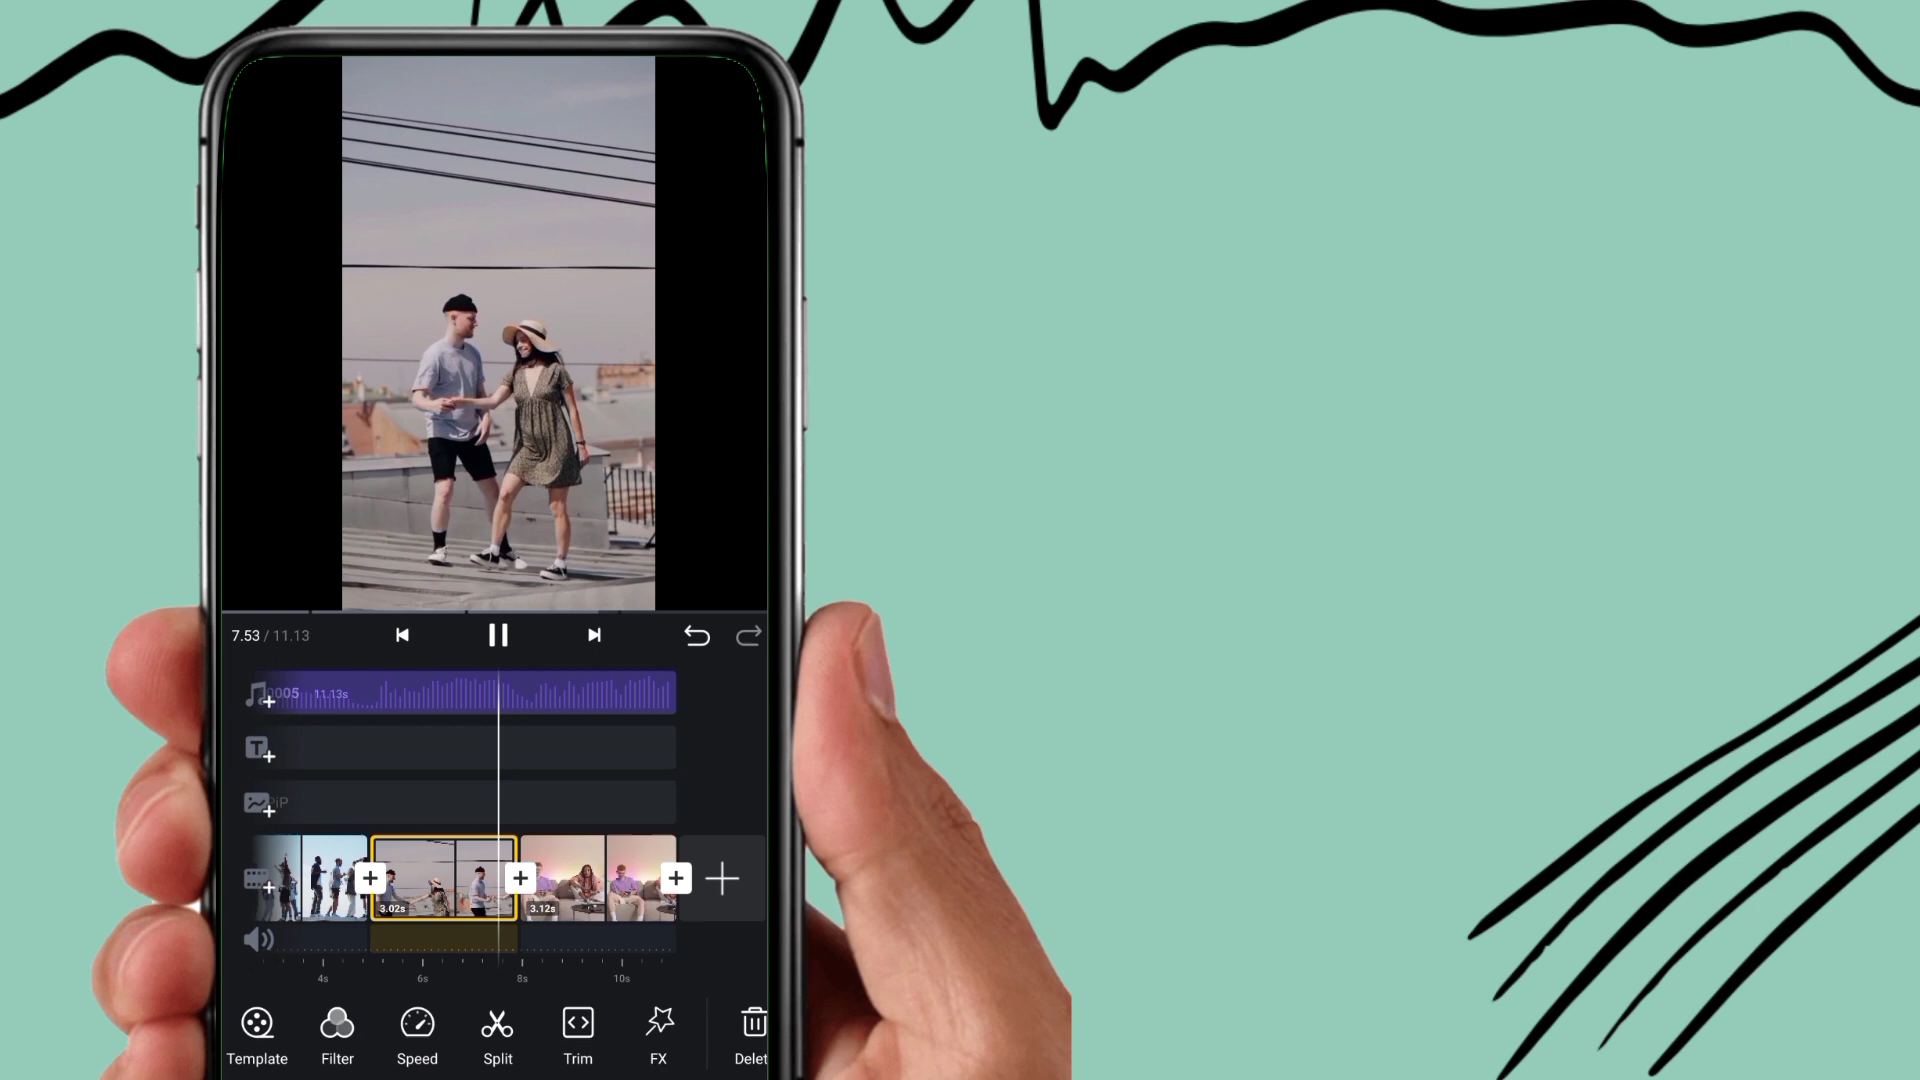 7.53 / 11.13
0005 11.13s
T
PiP
3.02s
3.12s
4s 6s 8s 10s
Template Filter Speed Split Trim FX Delet